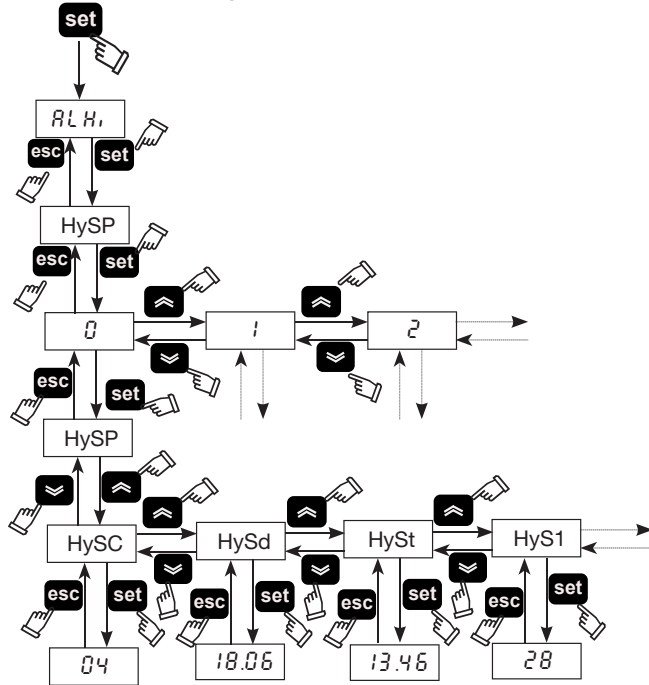 set
ALHi
esc set
HySP
esc set
0 1 2
esc set
HySP
HySC HySd HySt HyS1
esc set esc set esc set esc set
04 18.06 13.46 28